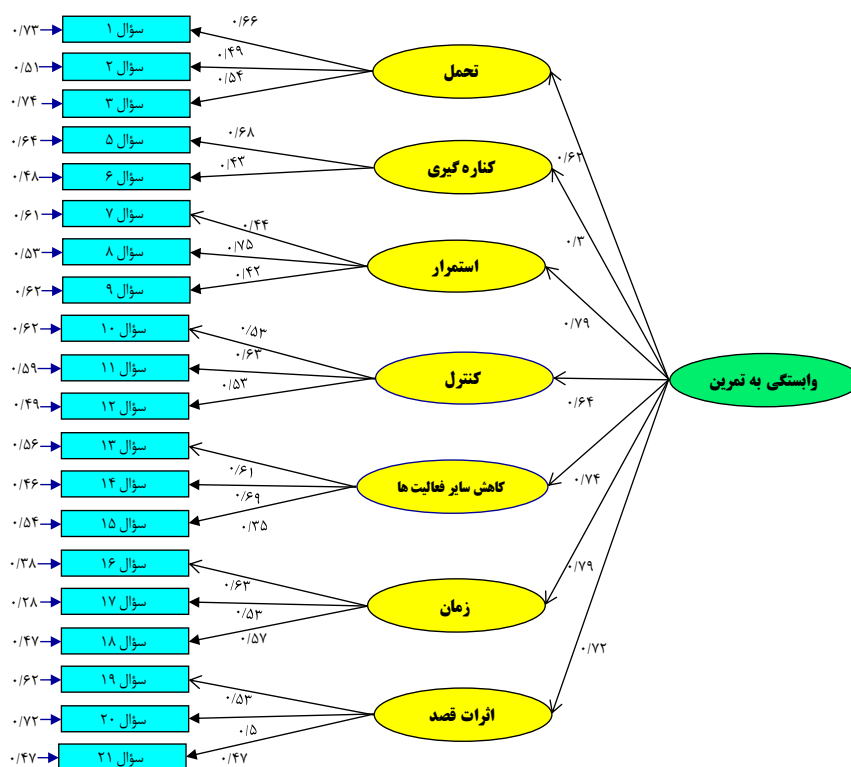 ۰/۷۳ سؤال ۱ ۰/۶۶
۰/۵۱ سؤال ۲ ۰/۴۹
۰/۷۴ سؤال ۳ ۰/۵۴
تحمل
۰/۶۲
۰/۶۴ سؤال ۵ ۰/۶۸
۰/۴۸ سؤال ۶ ۰/۴۳
کناره گیری
۰/۳
۰/۶۱ سؤال ۷ ۰/۴۴
۰/۵۳ سؤال ۸ ۰/۷۵
۰/۶۲ سؤال ۹ ۰/۴۲
استمرار
۰/۷۹
۰/۶۲ سؤال ۱۰ ۰/۵۳
۰/۵۹ سؤال ۱۱ ۰/۶۳
۰/۴۹ سؤال ۱۲ ۰/۵۳
کنترل
۰/۶۴
وابستگی به تمرین
۰/۵۶ سؤال ۱۳ ۰/۶۱
۰/۴۶ سؤال ۱۴ ۰/۶۹
۰/۵۴ سؤال ۱۵ ۰/۳۵
کاهش سایر فعالیت ها
۰/۷۴
۰/۳۸ سؤال ۱۶ ۰/۶۳
۰/۲۸ سؤال ۱۷ ۰/۵۳
۰/۴۷ سؤال ۱۸ ۰/۵۷
زمان
۰/۷۹
۰/۶۲ سؤال ۱۹ ۰/۵۳
۰/۷۲ سؤال ۲۰ ۰/۵
۰/۴۷ سؤال ۲۱ ۰/۴۷
اثرات قصد
۰/۷۲